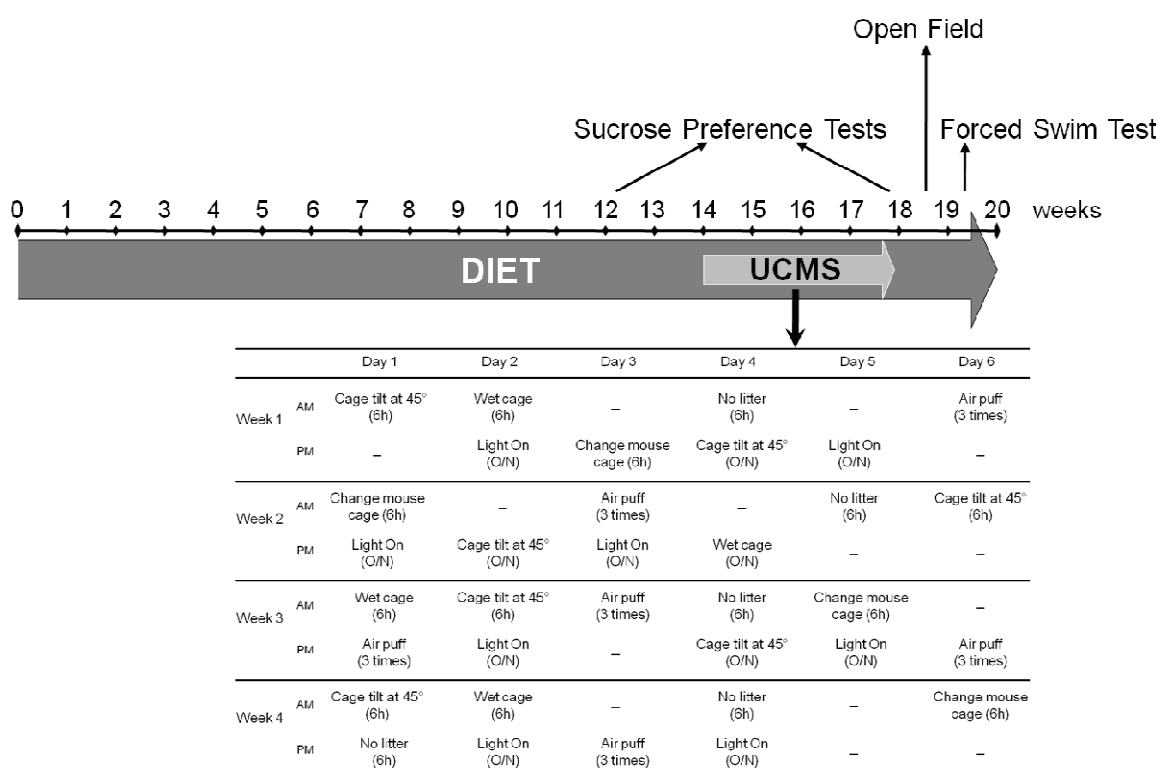 Open Field
Sucrose Preference Tests Forced Swim Test
0 1 2 3 4 5 6 7 8 9 10 11 12 13 14 15 16 17 18 19 20 weeks
DIET UCMS
Day 1 Day 2 Day 3 Day 4 Day 5 Day 6
Week 1 AM Cage tilt at 45° (6h) Wet cage (6h) – No litter (6h) – Air puff (3 times)
PM – Light On (O/N) Change mouse cage (6h) Cage tilt at 45° (O/N) Light On (O/N) –
Week 2 AM Change mouse cage (6h) – Air puff (3 times) – No litter (6h) Cage tilt at 45° (6h)
PM Light On (O/N) Cage tilt at 45° (O/N) Light On (O/N) Wet cage (O/N) – –
Week 3 AM Wet cage (6h) Cage tilt at 45° (6h) Air puff (3 times) No litter (6h) Change mouse cage (6h) –
PM Air puff (3 times) Light On (O/N) – Cage tilt at 45° (O/N) Light On (O/N) Air puff (3 times)
Week 4 AM Cage tilt at 45° (6h) Wet cage (6h) – No litter (6h) – Change mouse cage (6h)
PM No litter (6h) Light On (O/N) Air puff (3 times) Light On (O/N) – –